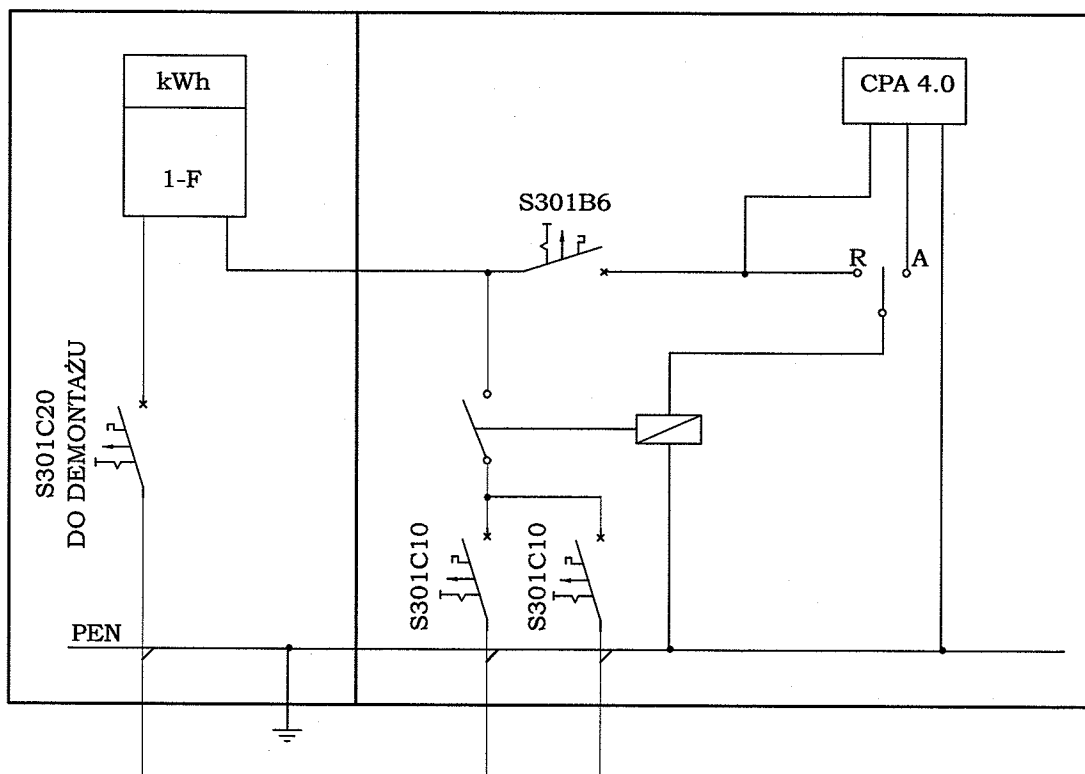 kWh
1-F
CPA 4.0
S301B6
R
A
S301C20
DO DEMONTAŻU
S301C10
S301C10
PEN